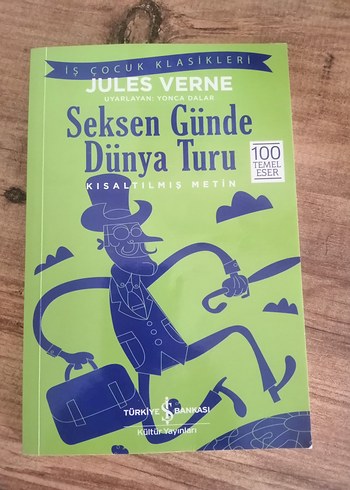 İŞ ÇOCUK KLASİKLERİ
JULES VERNE
UYARLAYAN: YONCA DALAR
Seksen Günde
Dünya Turu
KISALTILMIŞ METİN
100
TEMEL
ESER
TÜRKİYE İŞ BANKASI
Kültür Yayınları